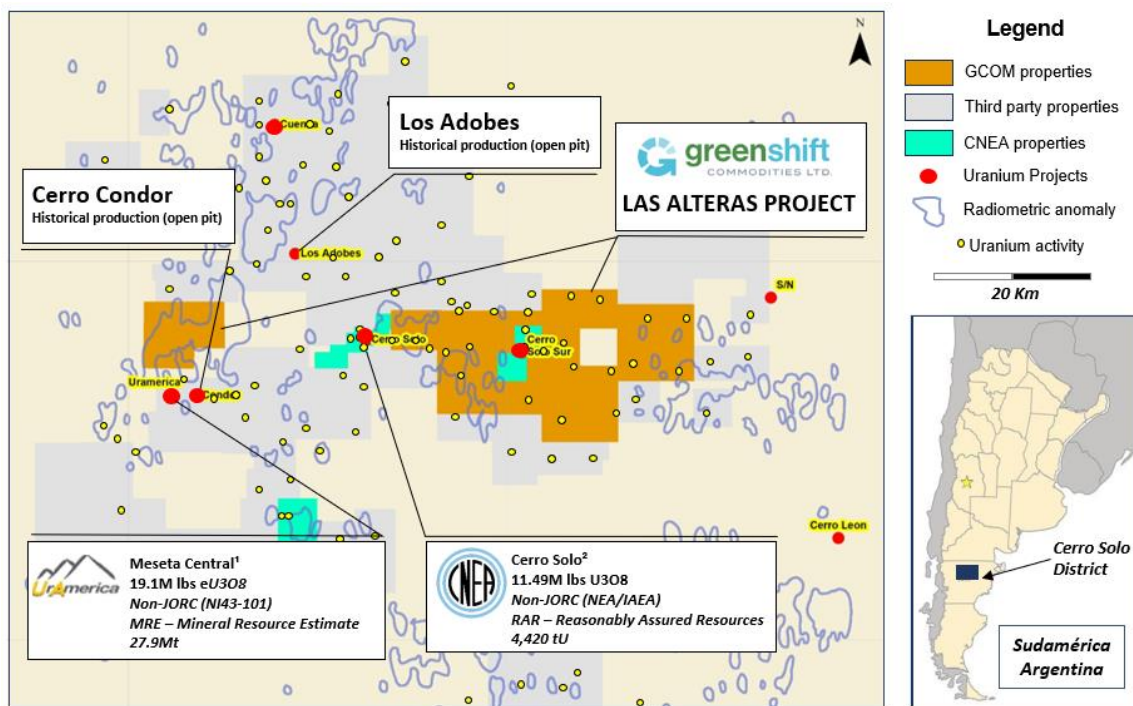 N
Cuenca
Los Adobes
Historical production (open pit)
greenshift
COMMODITIES LTD.
LAS ALTERAS PROJECT
Cerro Condor
Historical production (open pit)
Los Adobes
S/N
Cerro Solo
Cerro
Solo Sur
Uramerica
Condor
Cerro Leon
UrAmerica
Meseta Central¹
19.1M lbs eU3O8
Non-JORC (NI43-101)
MRE – Mineral Resource Estimate
27.9Mt
CNEA
Cerro Solo²
11.49M lbs U3O8
Non-JORC (NEA/IAEA)
RAR – Reasonably Assured Resources
4,420 tU
Legend
GCOM properties
Third party properties
CNEA properties
Uranium Projects
Radiometric anomaly
Uranium activity
20 Km
Cerro Solo
District
Sudamérica
Argentina